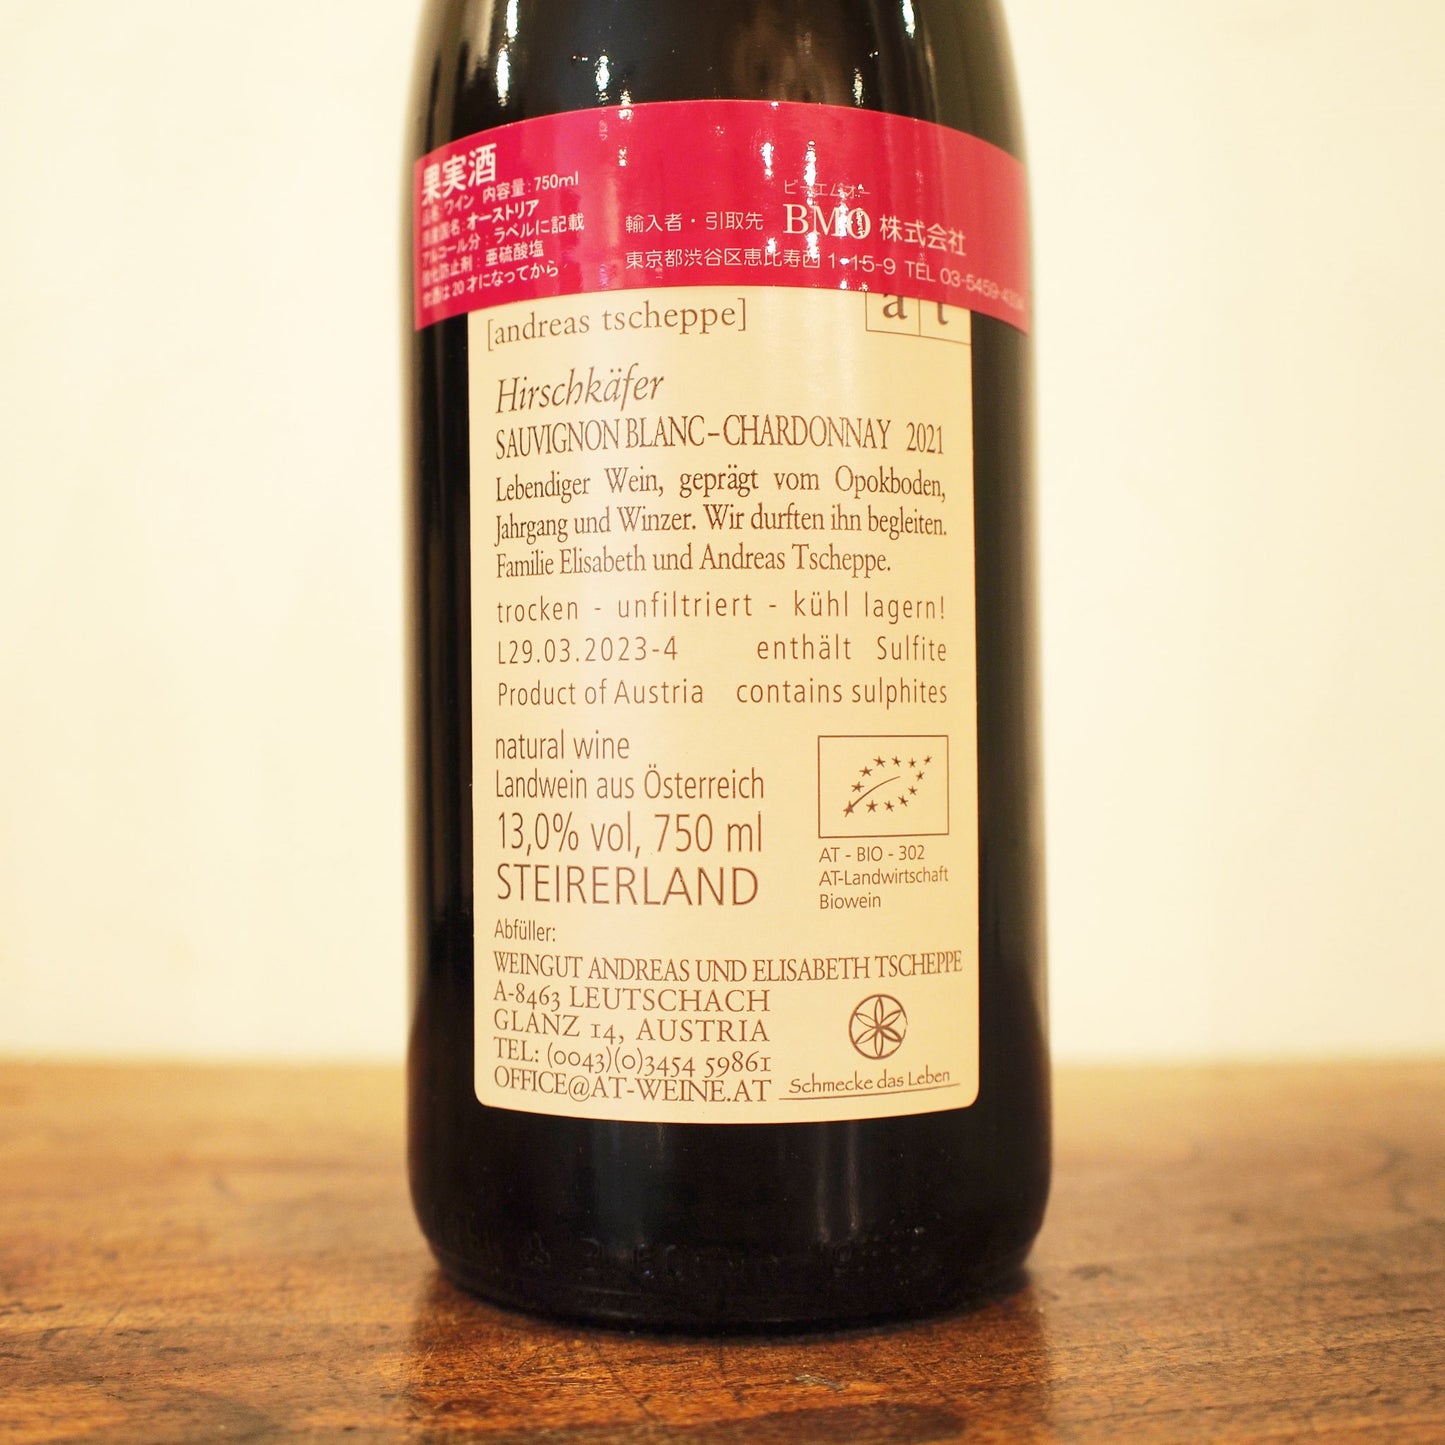 果実酒
品名:ワイン 内容量:750ml
原産国名:オーストリア
アルコール分:ラベルに記載
酸化防止剤:亜硫酸塩
飲酒は20才になってから
ビーエムオー
輸入者・引取先 BMO 株式会社
東京都渋谷区恵比寿西1-15-9 TEL 03-5459-
[andreas tscheppe]
a t
Hirschkäfer
SAUVIGNON BLANC – CHARDONNAY 2021
Lebendiger Wein, geprägt vom Opokboden,
Jahrgang und Winzer. Wir durften ihn begleiten.
Familie Elisabeth und Andreas Tscheppe.
trocken - unfiltriert - kühl lagern!
L29.03.2023-4 enthält Sulfite
Product of Austria contains sulphites
natural wine
Landwein aus Österreich
13,0% vol, 750 ml
STEIRERLAND
AT - BIO - 302
AT-Landwirtschaft
Biowein
Abfüller:
WEINGUT ANDREAS UND ELISABETH TSCHEPPE
A-8463 LEUTSCHACH
GLANZ 14, AUSTRIA
TEL: (0043)(0)3454 59861
OFFICE@AT-WEINE.AT
Schmecke das Leben